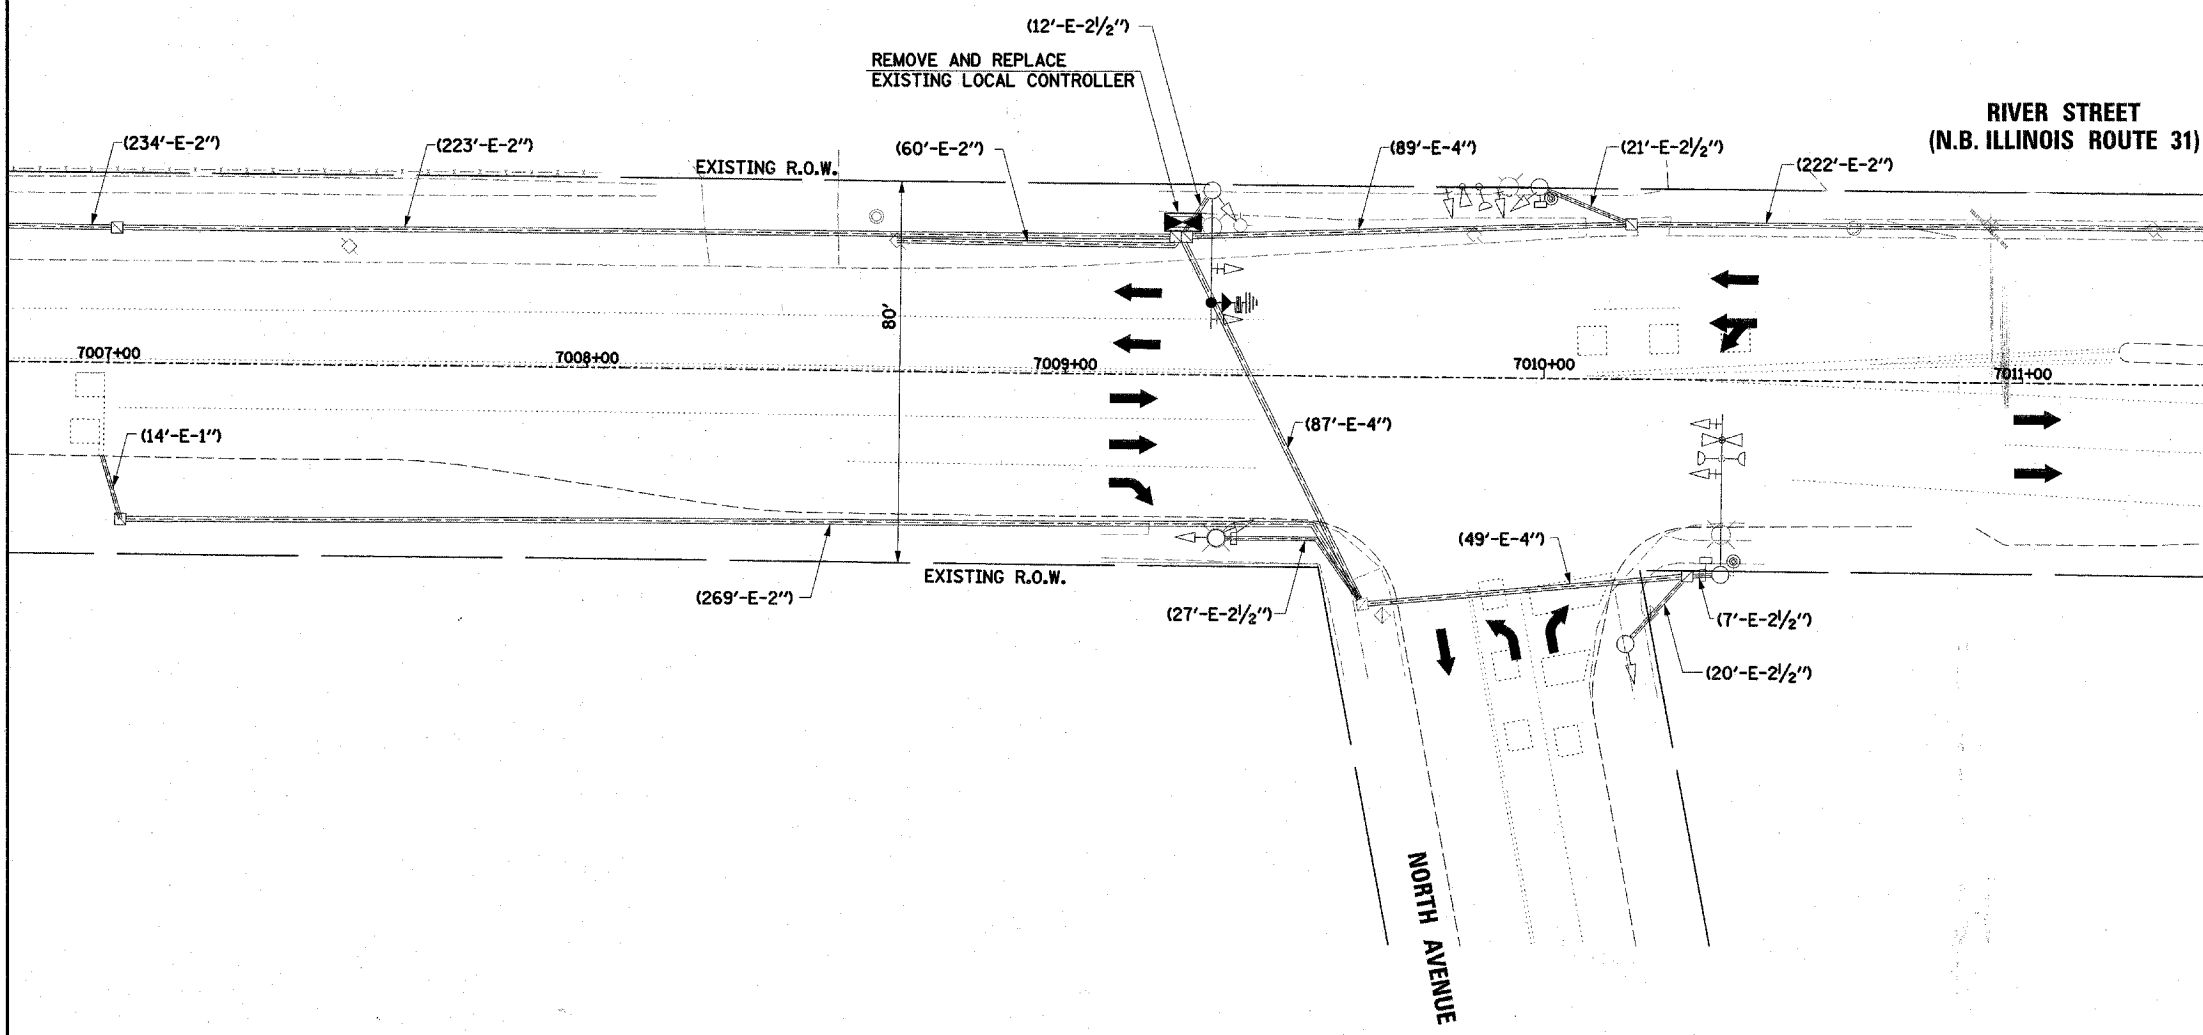 (12'-E-2½")
REMOVE AND REPLACE
EXISTING LOCAL CONTROLLER
RIVER STREET
(N.B. ILLINOIS ROUTE 31)
(234'-E-2")
(223'-E-2")
(60'-E-2")
(89'-E-4")
(21'-E-2½")
(222'-E-2")
EXISTING R.O.W.
80'
7007+00
7008+00
7009+00
7010+00
7011+00
(14'-E-1")
(87'-E-4")
(49'-E-4")
EXISTING R.O.W.
(269'-E-2")
(27'-E-2½")
(7'-E-2½")
(20'-E-2½")
NORTH AVENUE